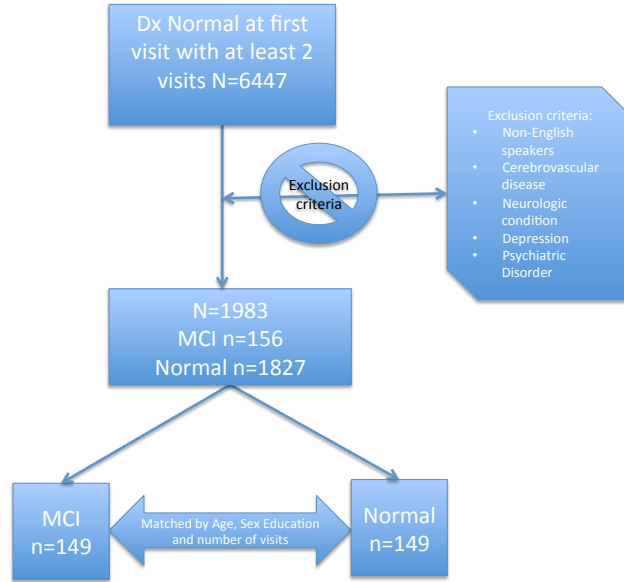 Dx Normal at first
visit with at least 2
visits N=6447
Exclusion criteria:
• Non-English
speakers
• Cerebrovascular
disease
• Neurologic
condition
• Depression
• Psychiatric
Disorder
Exclusion
criteria
N=1983
MCI n=156
Normal n=1827
MCI
n=149
Matched by Age, Sex Education
and number of visits
Normal
n=149